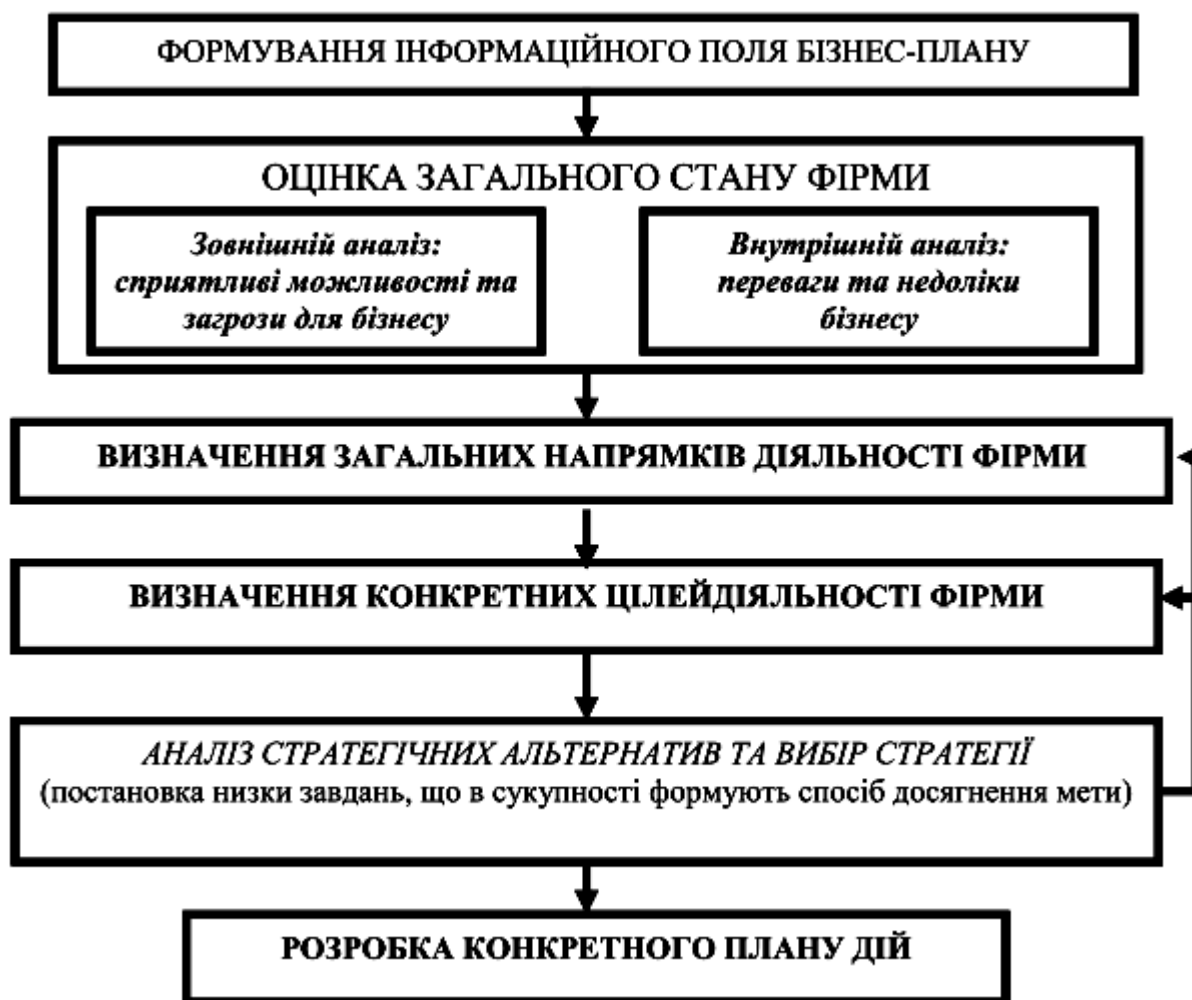 ФОРМУВАННЯ ІНФОРМАЦІЙНОГО ПОЛЯ БІЗНЕС-ПЛАНУ
ОЦІНКА ЗАГАЛЬНОГО СТАНУ ФІРМИ
Зовнішній аналіз:
сприятливі можливості та
загрози для бізнесу
Внутрішній аналіз:
переваги та недоліки
бізнесу
ВИЗНАЧЕННЯ ЗАГАЛЬНИХ НАПРЯМКІВ ДІЯЛЬНОСТІ ФІРМИ
ВИЗНАЧЕННЯ КОНКРЕТНИХ ЦІЛЕЙДІЯЛЬНОСТІ ФІРМИ
АНАЛІЗ СТРАТЕГІЧНИХ АЛЬТЕРНАТИВ ТА ВИБІР СТРАТЕГІЇ
(постановка низки завдань, що в сукупності формують спосіб досягнення мети)
РОЗРОБКА КОНКРЕТНОГО ПЛАНУ ДІЙ